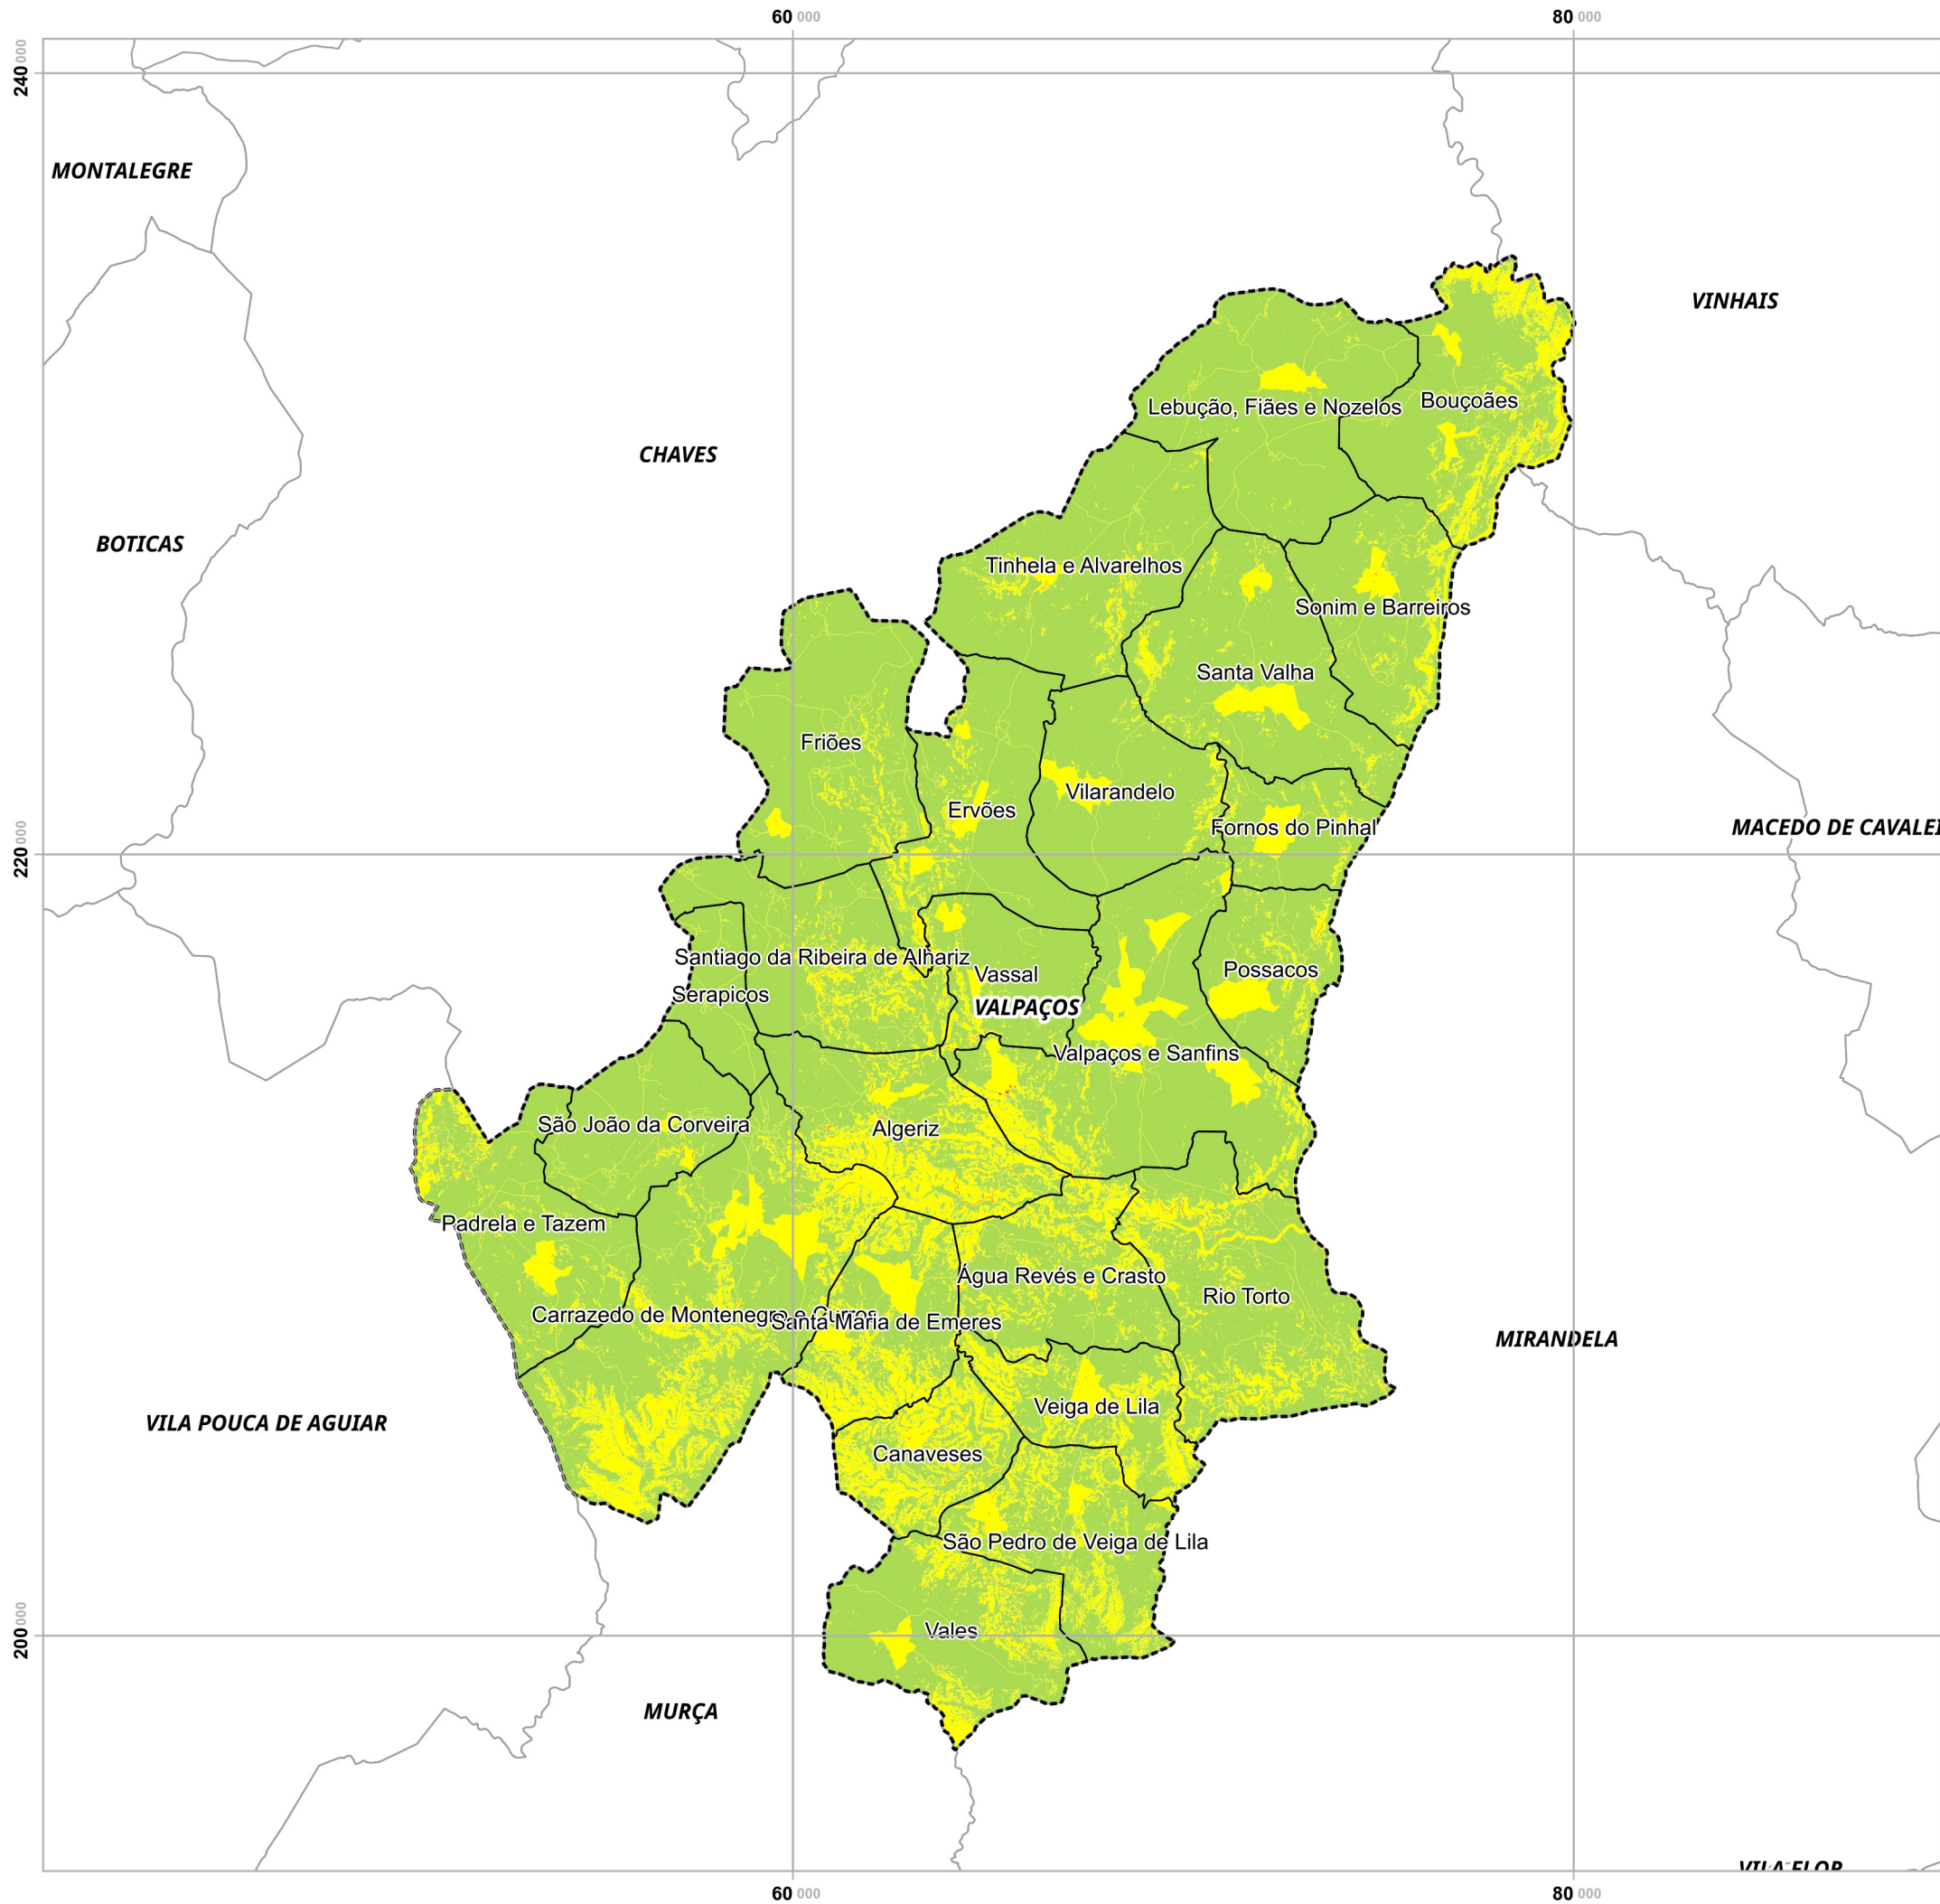 60 000
80 000
240 000
MONTALEGRE
VINHAIS
Bouçoães
Lebução, Fiães e Nozelos
CHAVES
BOTICAS
Tinhela e Alvarelhos
Sonim e Barreiros
Santa Valha
Friões
Vilarandelo
Ervões
Fornos do Pinhal
MACEDO DE CAVALEI
220 000
Santiago da Ribeira de Alhariz
Possacos
Vassal
Serapicos
VALPAÇOS
Valpaços e Sanfins
São João da Corveira
Algeriz
Padrela e Tazem
Água Revés e Crasto
Rio Torto
Carrazedo de Montenegro e Curros
Santa Maria de Emeres
MIRANDELA
Veiga de Lila
VILA POUCA DE AGUIAR
Canaveses
São Pedro de Veiga de Lila
Vales
200 000
MURÇA
VILA FLOR
60 000
80 000